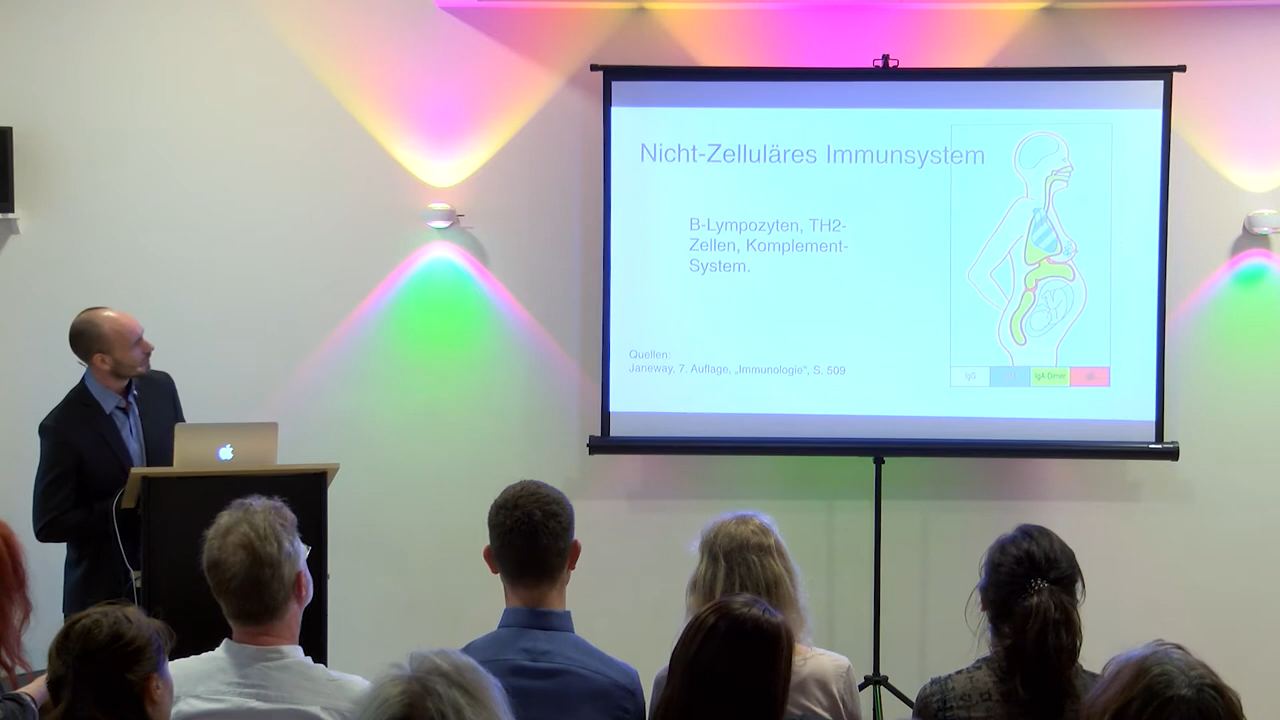 Nicht-Zelluläres Immunsystem
B-Lympozyten, TH2-
Zellen, Komplement-
System.
Quellen:
Janeway, 7. Auflage, „Immunologie“, S. 509
IgG
IgA-Dimer